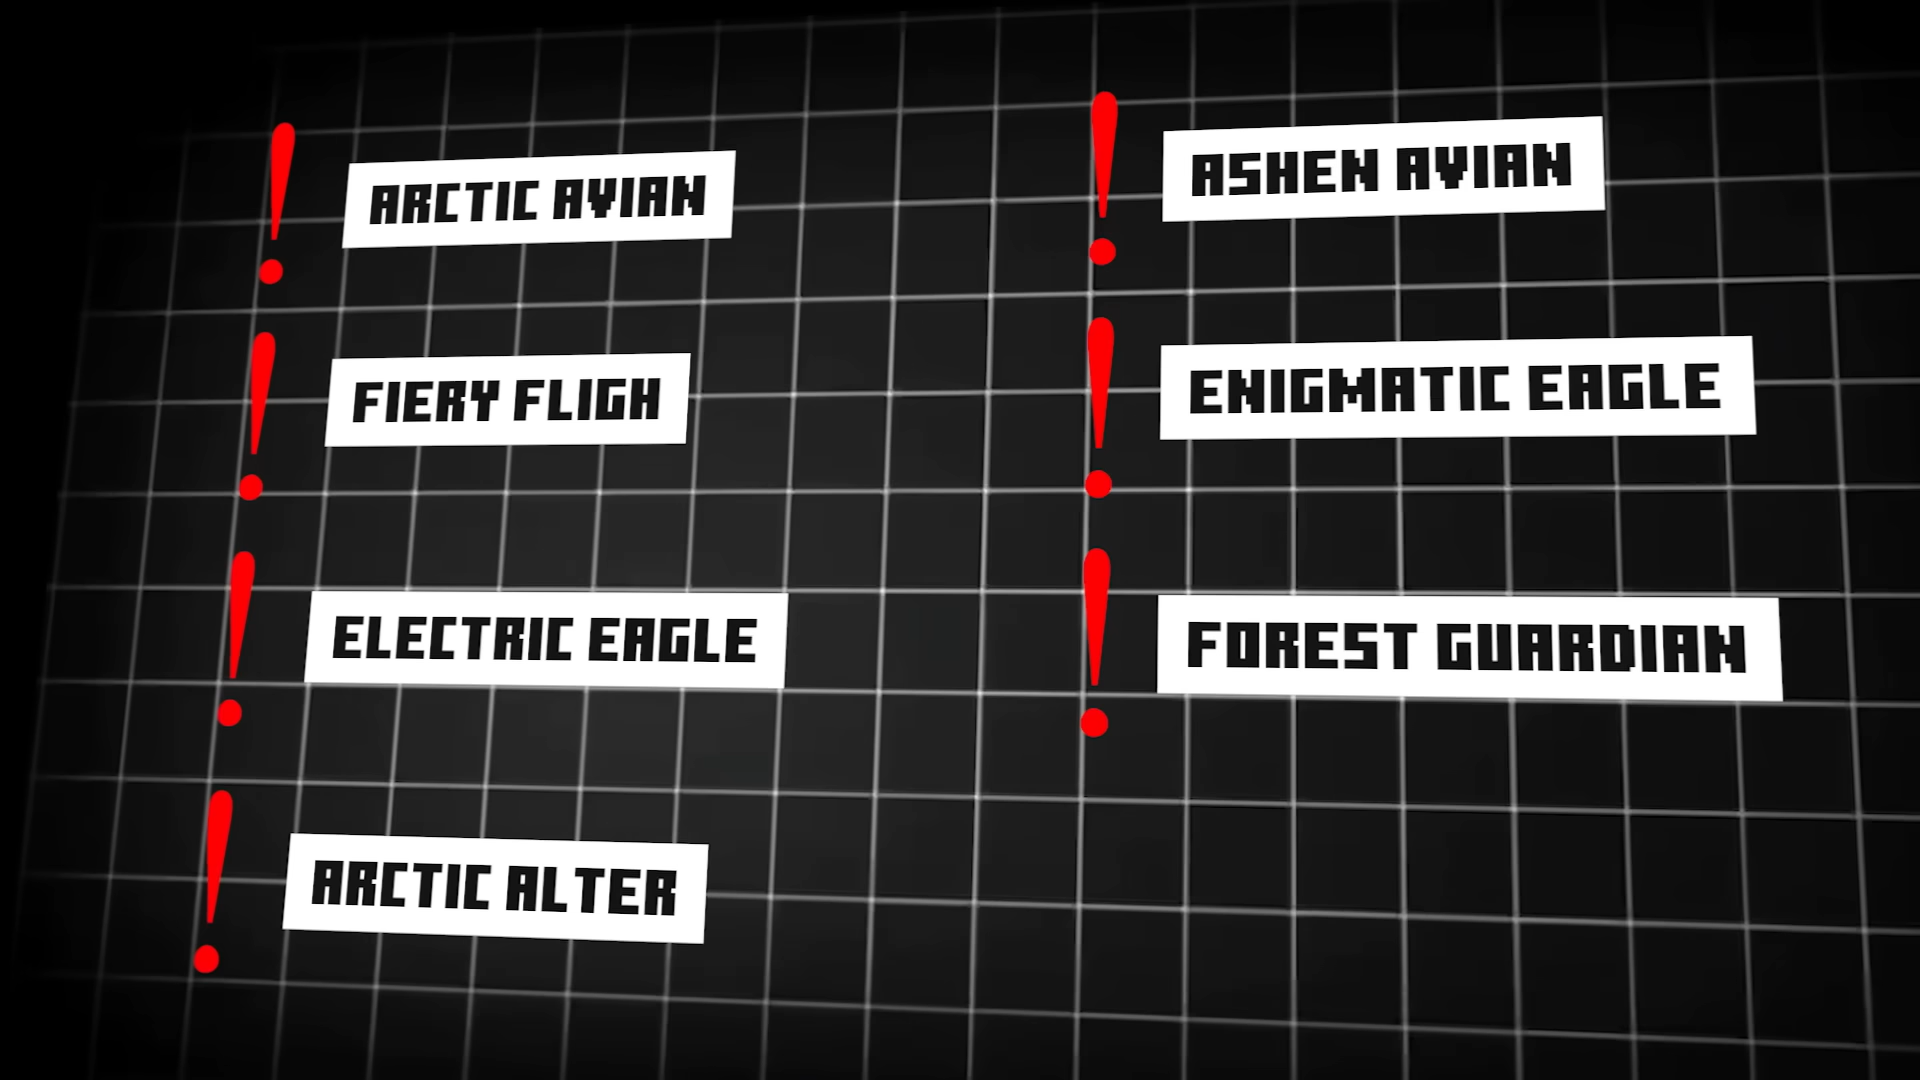 ARCTIC AVIAN
FIERY FLIGH
ELECTRIC EAGLE
ARCTIC ALTER
ASHEN AVIAN
ENIGMATIC EAGLE
FOREST GUARDIAN